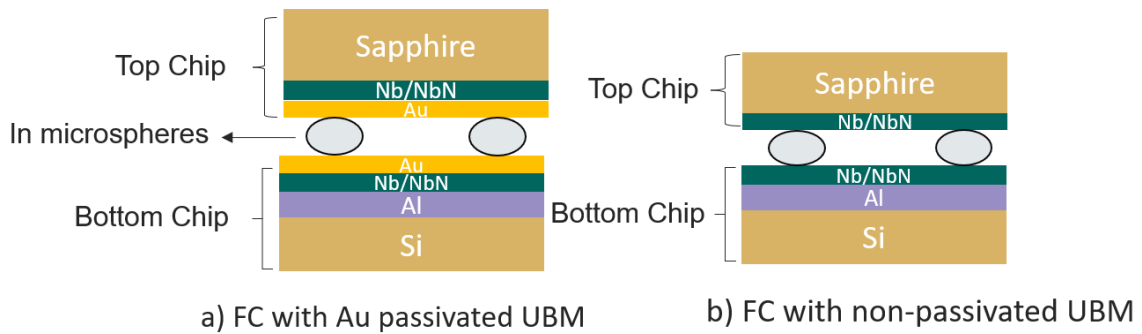 Top Chip
Sapphire
Nb/NbN
Au
In microspheres
Bottom Chip
Au
Nb/NbN
Al
Si
a) FC with Au passivated UBM
Top Chip
Sapphire
Nb/NbN
Bottom Chip
Nb/NbN
Al
Si
b) FC with non-passivated UBM